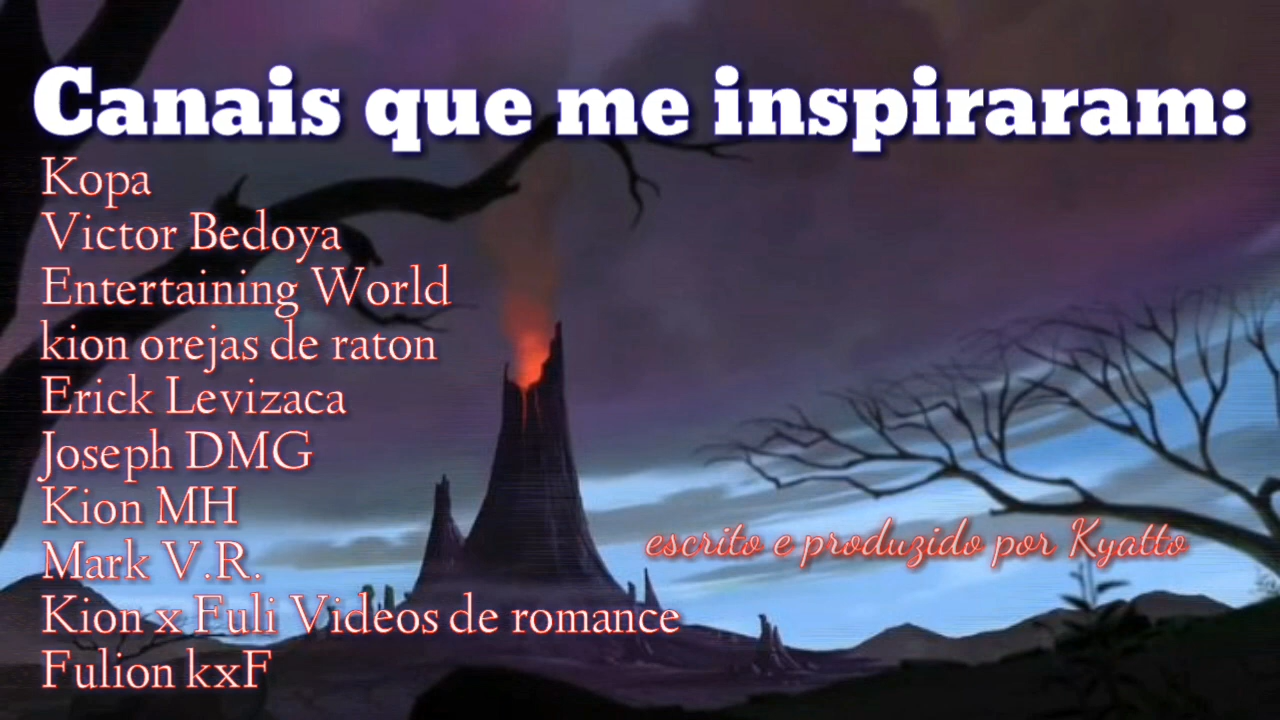 Canais que me inspiraram:
Kopa
Victor Bedoya
Entertaining World
kion orejas de raton
Erick Levizaca
Joseph DMG
Kion MH
Mark V.R.
Kion x Fuli Videos de romance
Fulion kxF
escrito e produzido por Kyatto